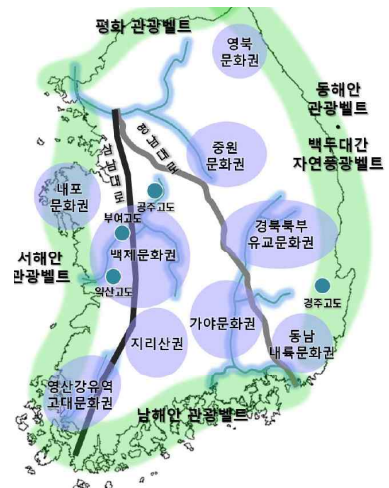 평화 관광벨트
영북
문화권
동해안
관광벨트
백두대간
자연풍광벨트
중원
문화권
내포
문화권
공주고도
부여고도
백제문화권
경북북부
유교문화권
서해안
관광벨트
익산고도
경주고도
지리산권
가야문화권
동남
내륙문화권
영산강유역
고대문화권
남해안 관광벨트